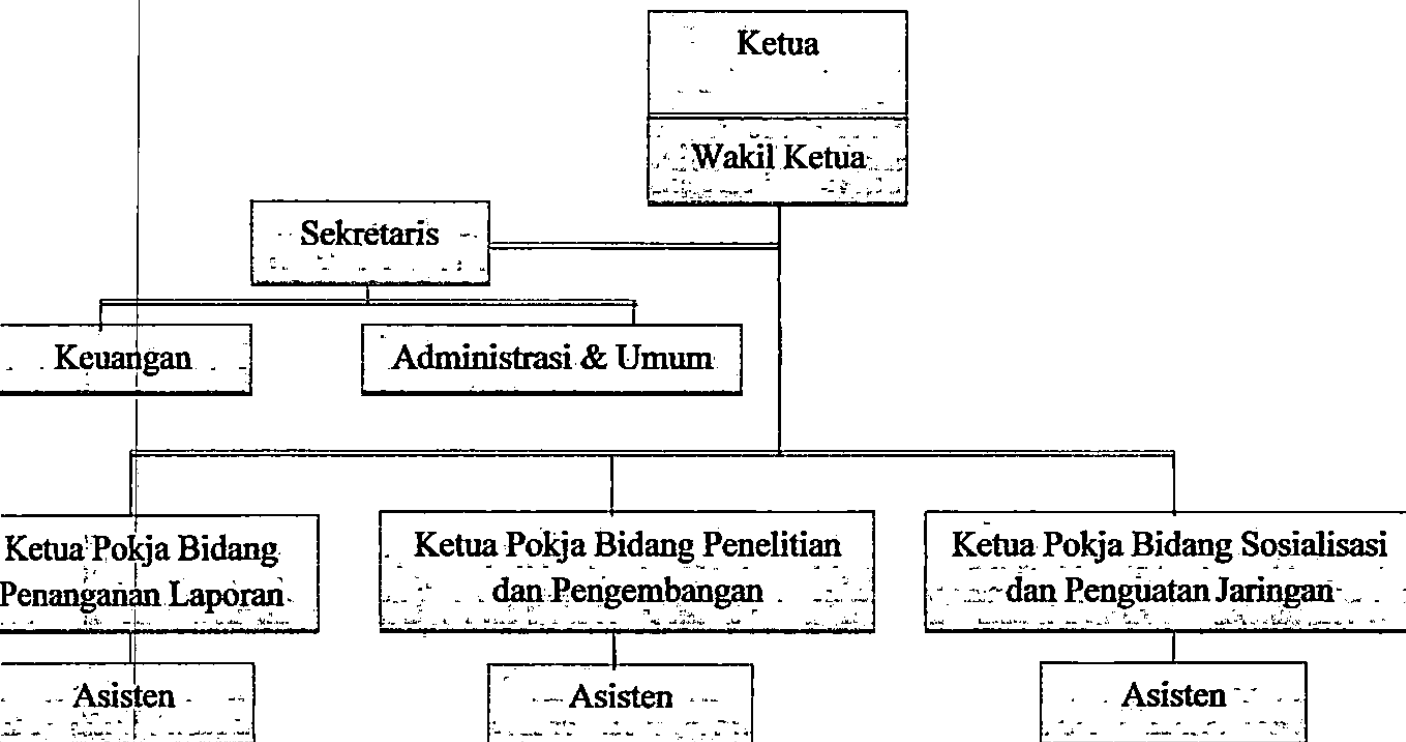 Ketua
Wakil Ketua
Sekretaris
Keuangan
Administrasi & Umum
Ketua Pokja Bidang
Penanganan Laporan
Ketua Pokja Bidang Penelitian
dan Pengembangan
Ketua Pokja Bidang Sosialisasi
dan Penguatan Jaringan
Asisten
Asisten
Asisten